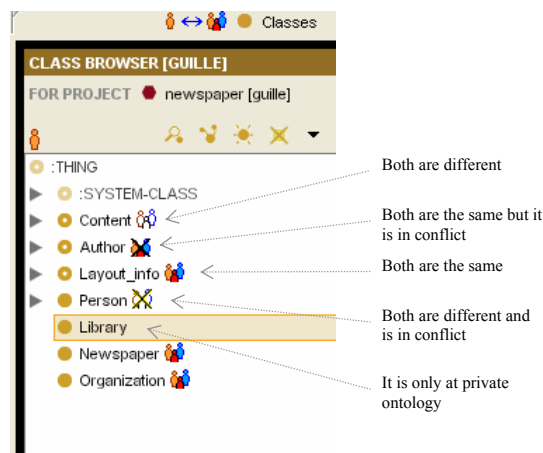 Classes
CLASS BROWSER [GUILLE]
FOR PROJECT newspaper [guille]
:THING
:SYSTEM-CLASS
Content
Author
Layout_info
Person
Library
Newspaper
Organization
Both are different
Both are the same but it
is in conflict
Both are the same
Both are different and
is in conflict
It is only at private
ontology